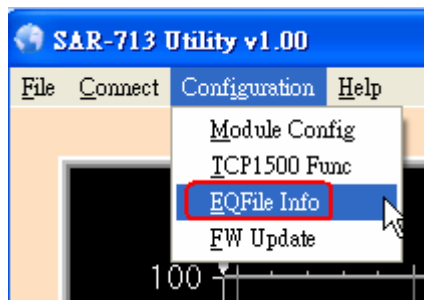 SAR-713 Utility v1.00
File Connect Configuration Help
Module Config
TCP1500 Func
EQFile Info
FW Update
100